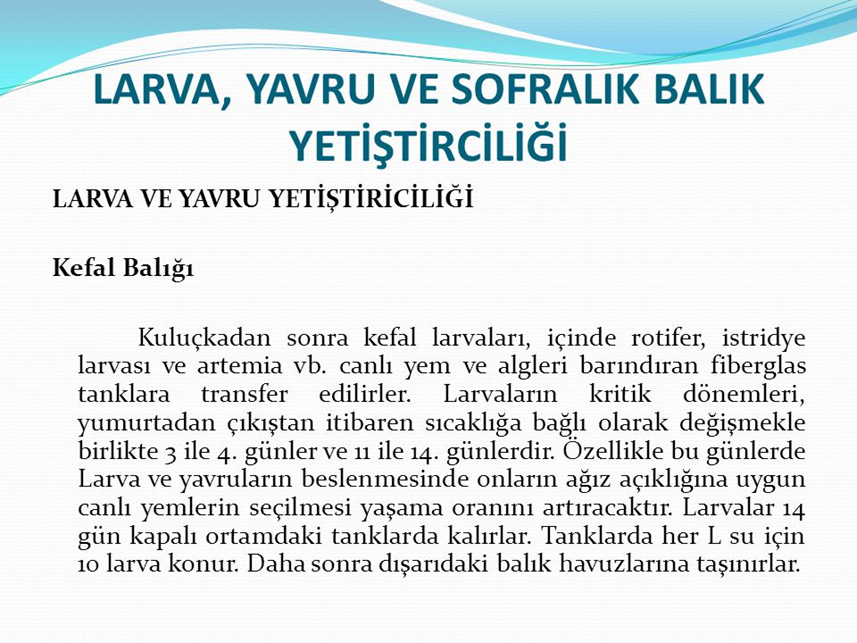 LARVA, YAVRU VE SOFRALIK BALIK
YETİŞTİRCİLİĞİ
LARVA VE YAVRU YETİŞTİRİCİLİĞİ
Kefal Balığı
Kuluçkadan sonra kefal larvaları, içinde rotifer, istridye
larvası ve artemia vb. canlı yem ve algleri barındıran fiberglas
tanklara transfer edilirler. Larvaların kritik dönemleri,
yumurtadan çıkıştan itibaren sıcaklığa bağlı olarak değişmekle
birlikte 3 ile 4. günler ve 11 ile 14. günlerdir. Özellikle bu günlerde
Larva ve yavruların beslenmesinde onların ağız açıklığına uygun
canlı yemlerin seçilmesi yaşama oranını artıracaktır. Larvalar 14
gün kapalı ortamdaki tanklarda kalırlar. Tanklarda her L su için
10 larva konur. Daha sonra dışarıdaki balık havuzlarına taşınırlar.